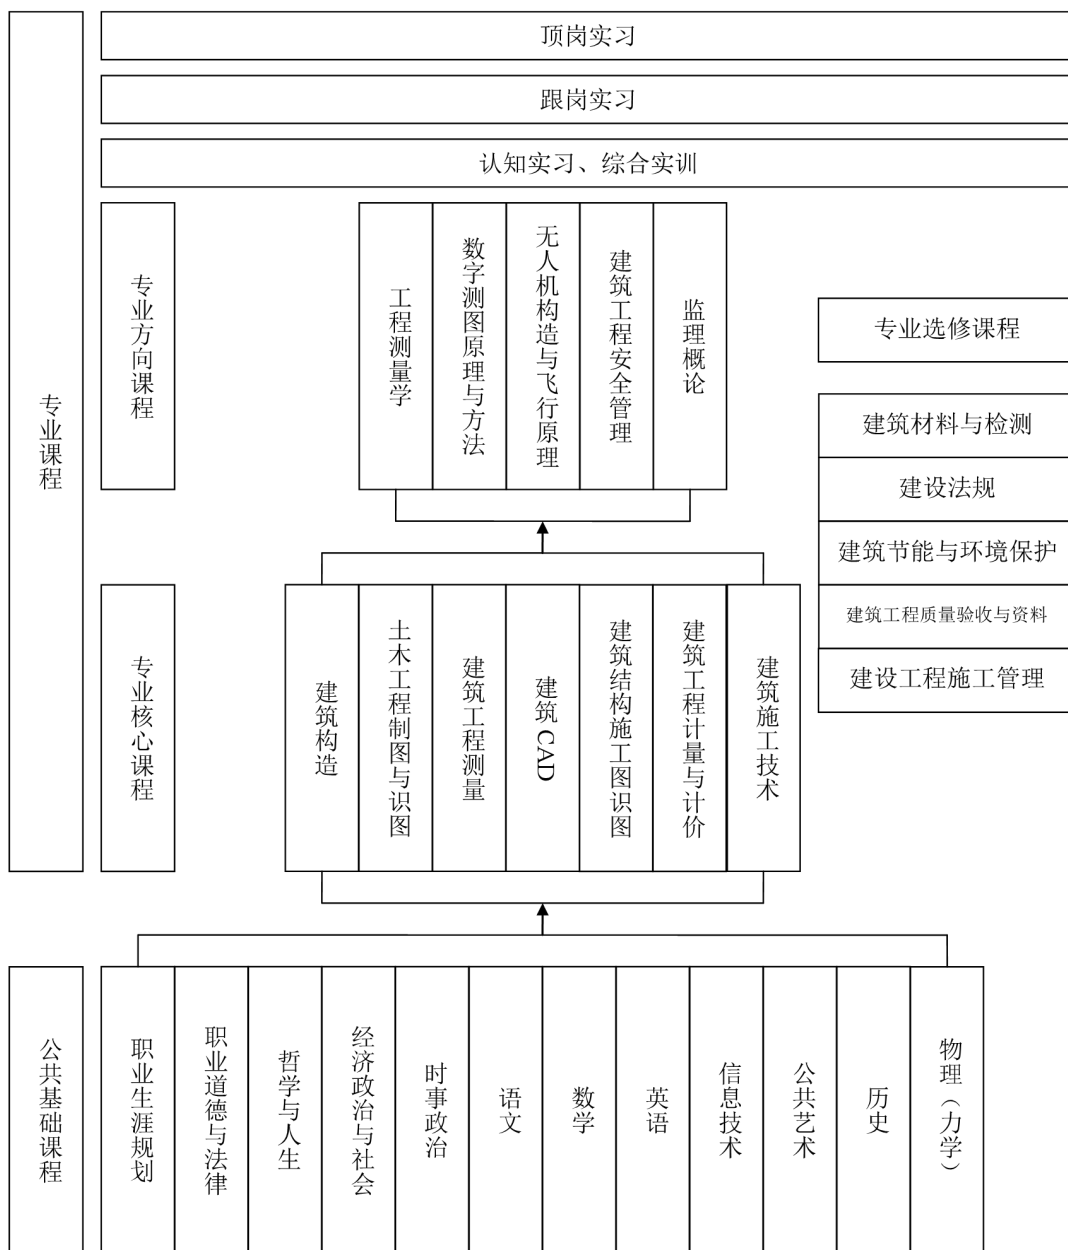 顶岗实习
跟岗实习
认知实习、综合实训
专业课程
专业方向课程
工程测量学
数字测图原理与方法
无人机构造与飞行原理
建筑工程安全管理
监理概论
专业选修课程
建筑材料与检测
建设法规
建筑节能与环境保护
建筑工程质量验收与资料
建设工程施工管理
专业核心课程
建筑构造
土木工程制图与识图
建筑工程测量
建筑CAD
建筑结构施工图识图
建筑工程计量与计价
建筑施工技术
公共基础课程
职业生涯规划
职业道德与法律
哲学与人生
经济政治与社会
时事政治
语文
数学
英语
信息技术
公共艺术
历史
物理（力学）